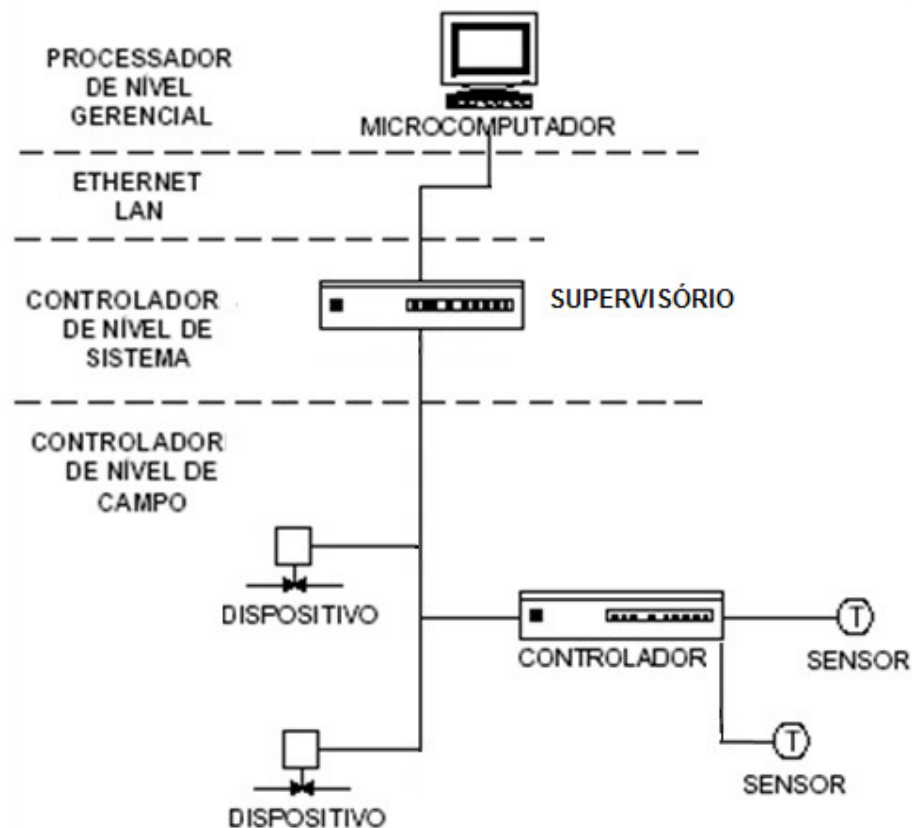 PROCESSADOR
DE NÍVEL
GERENCIAL
MICROCOMPUTADOR
ETHERNET
LAN
CONTROLADOR
DE NÍVEL DE
SISTEMA
SUPERVISÓRIO
CONTROLADOR
DE NÍVEL DE
CAMPO
DISPOSITIVO
CONTROLADOR
T
SENSOR
T
SENSOR
DISPOSITIVO